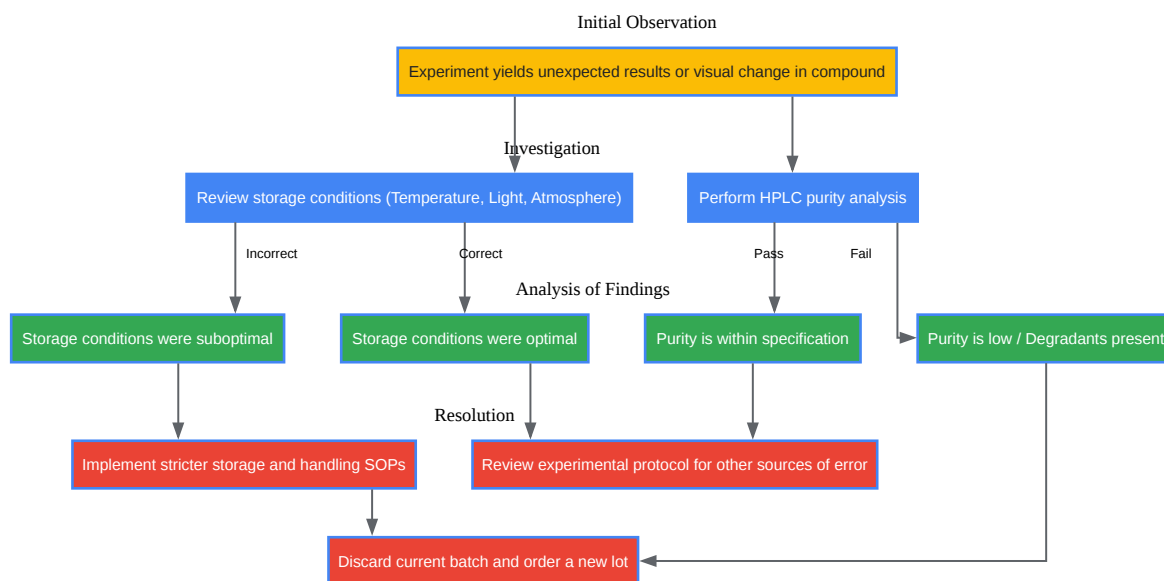 Initial Observation
Experiment yields unexpected results or visual change in compound
Investigation
Review storage conditions (Temperature, Light, Atmosphere)
Perform HPLC purity analysis
Incorrect
Correct
Pass
Fail
Analysis of Findings
Storage conditions were suboptimal
Storage conditions were optimal
Purity is within specification
Purity is low / Degradants present
Resolution
Implement stricter storage and handling SOPs
Review experimental protocol for other sources of error
Discard current batch and order a new lot